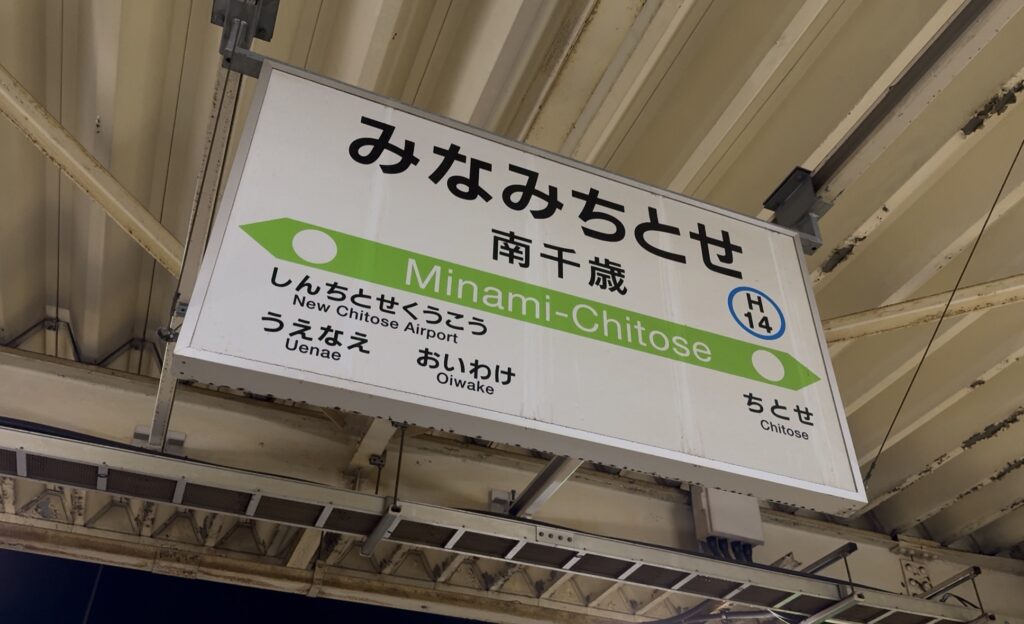 みなみちとせ
南千歳
H
14
Minami-Chitose
しんちとせくうこう
New Chitose Airport
うえなえ
Uenae
おいわけ
Oiwake
ちとせ
Chitose